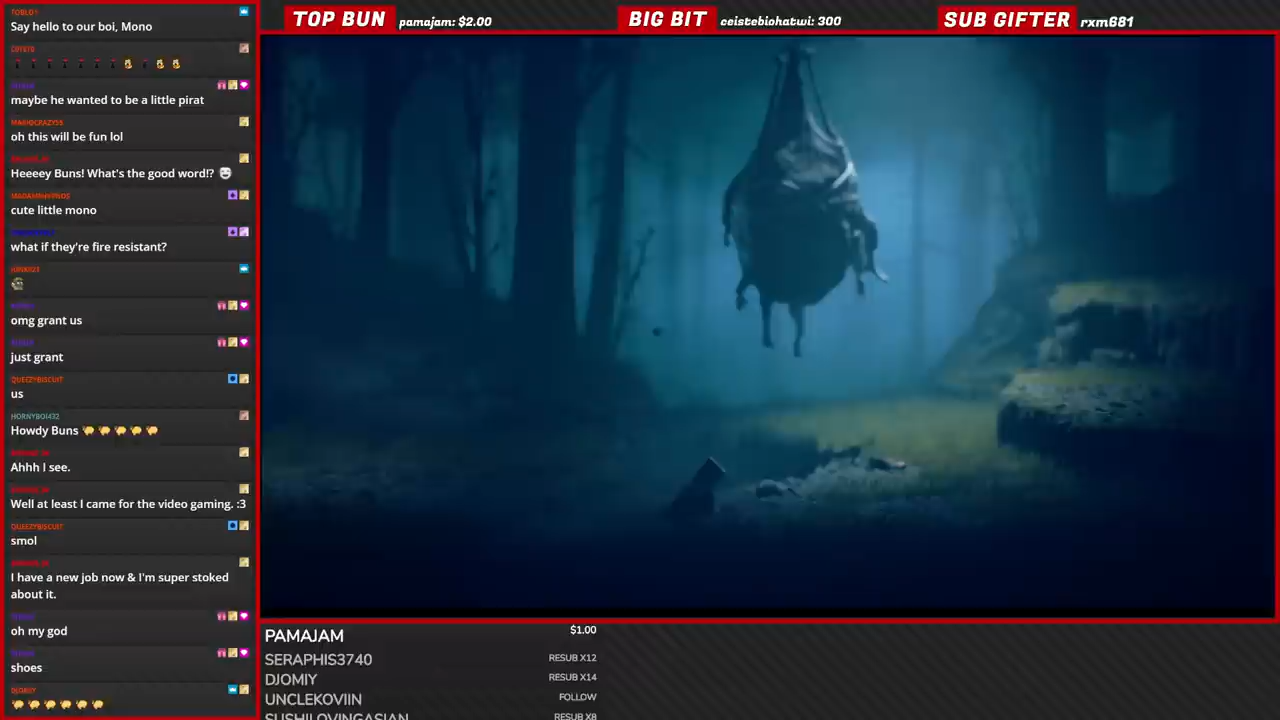 TOP BUN pamajam: $2.00
BIG BIT ceistebiohatwi: 300
SUB GIFTER rxm681
Say hello to our boi, Mono
maybe he wanted to be a little pirat
oh this will be fun lol
Heeeey Buns! What's the good word!?
cute little mono
what if they're fire resistant?
omg grant us
just grant
QUEEZYBISCUIT
us
HORNYBOI432
Howdy Buns
Ahhh I see.
Well at least I came for the video gaming. :3
QUEEZYBISCUIT
smol
I have a new job now & I'm super stoked
about it.
oh my god
shoes
DJOMIY
PAMAJAM $1.00
SERAPHIS3740 RESUB X12
DJOMIY RESUB X14
UNCLEKOVIIN FOLLOW
SUSHILOVINGASIAN RESUB X8